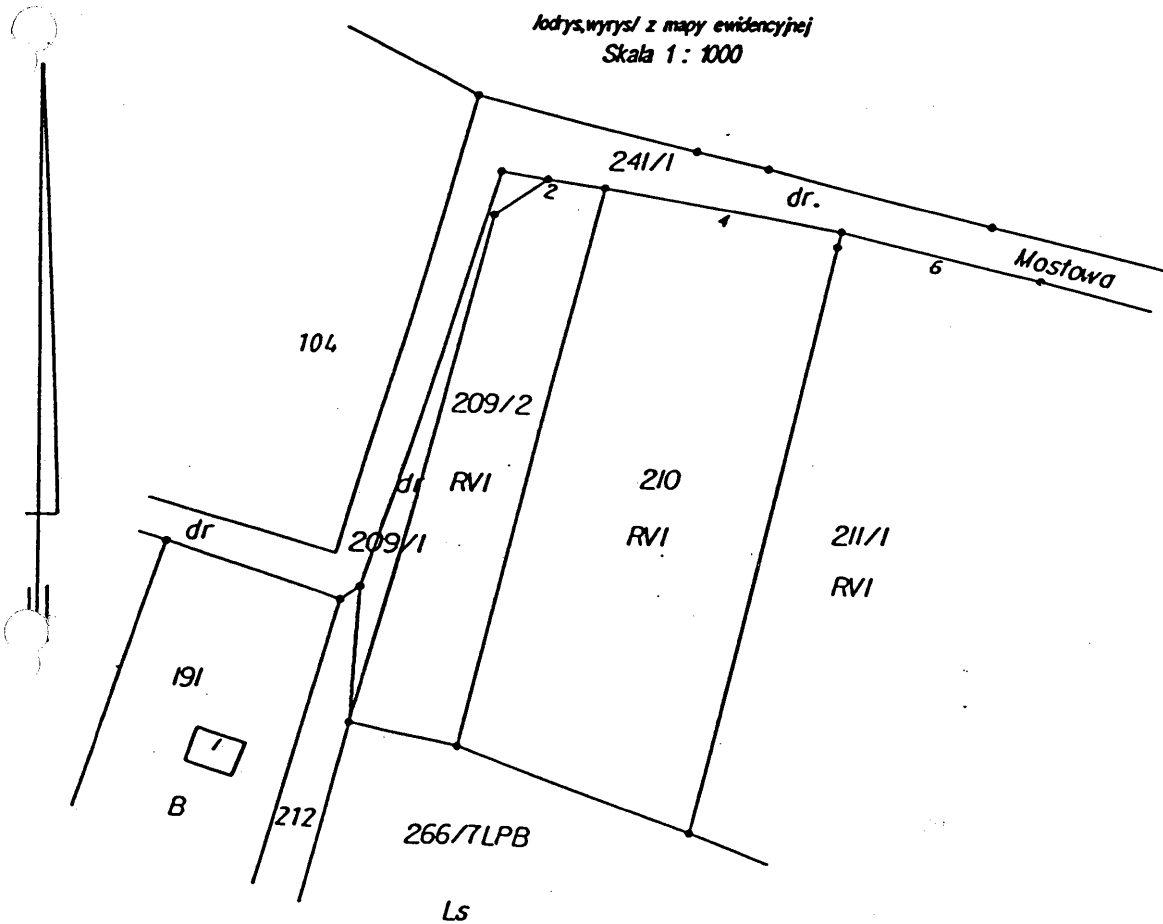 /odrys,wyrys/ z mapy ewidencyjnej
Skala 1 : 1000
241/1
2
dr.
4
6
Mostowa
104
209/2
dr RVI
210
RVI
209/1
dr
211/1
RVI
191
1
B
212
266/7LPB
Ls